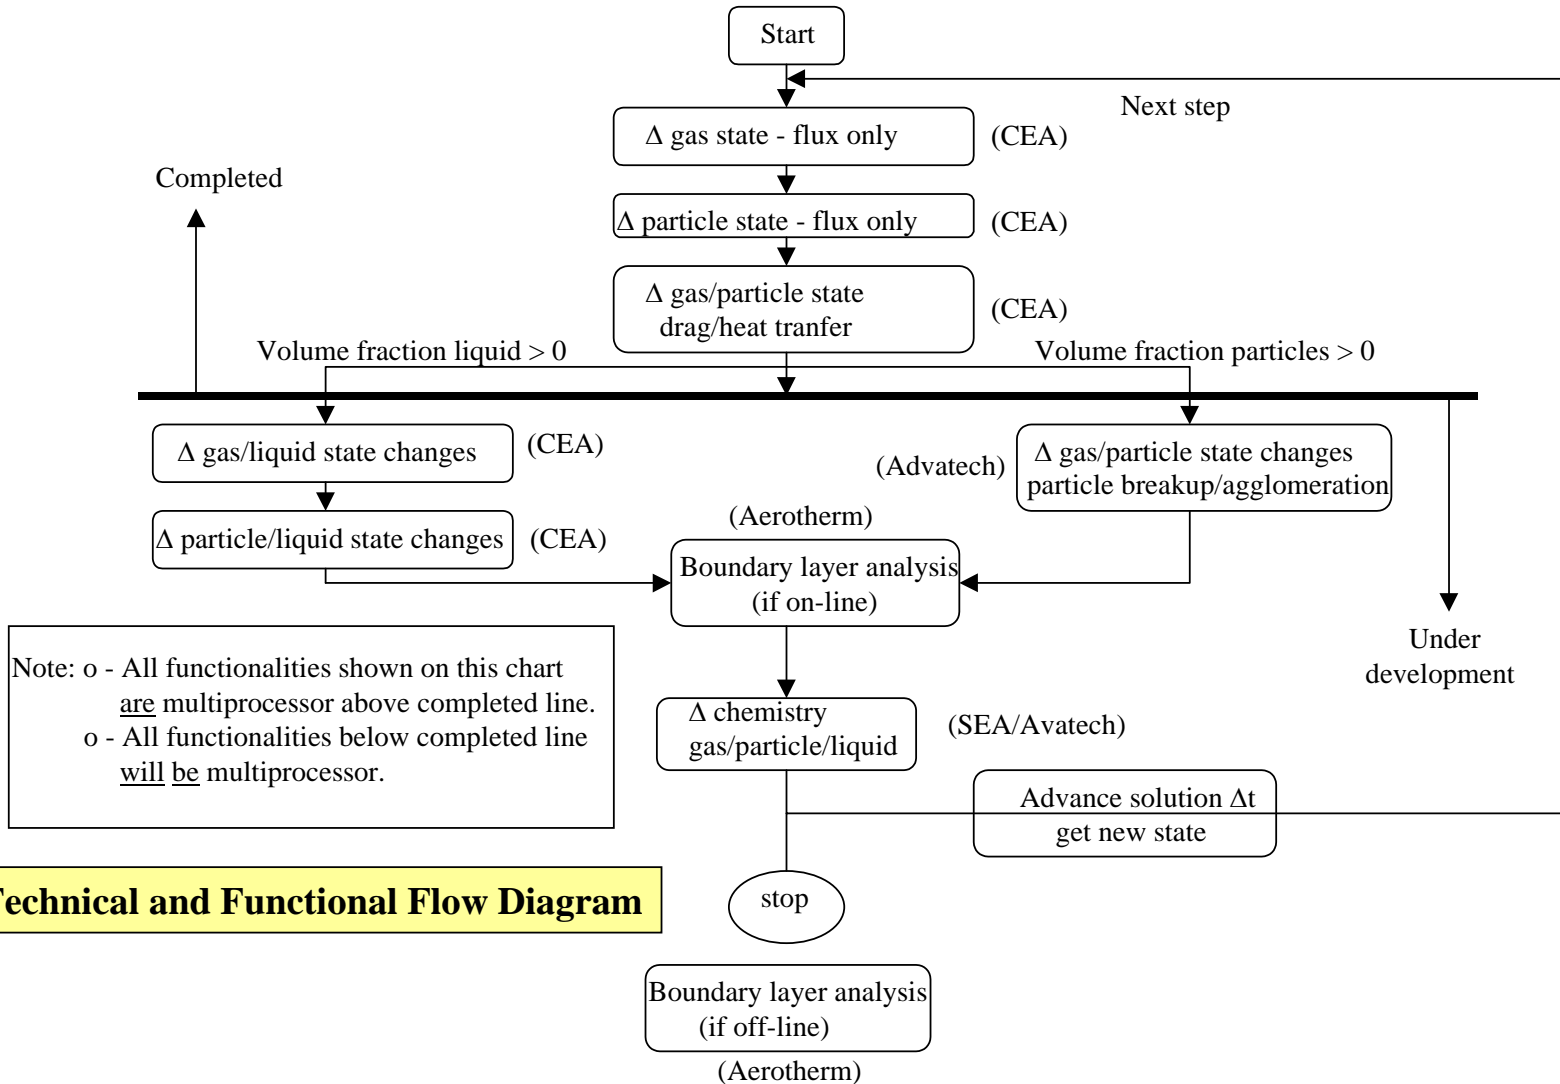 Start
Next step
Δ gas state - flux only
(CEA)
Completed
Δ particle state - flux only
(CEA)
Δ gas/particle state
drag/heat tranfer
(CEA)
Volume fraction liquid > 0
Volume fraction particles > 0
Δ gas/liquid state changes
(CEA)
(Advatech)
Δ gas/particle state changes
particle breakup/agglomeration
Δ particle/liquid state changes
(CEA)
(Aerotherm)
Boundary layer analysis
(if on-line)
Under
development
Note: o - All functionalities shown on this chart
are multiprocessor above completed line.
o - All functionalities below completed line
will be multiprocessor.
Δ chemistry
gas/particle/liquid
(SEA/Avatech)
Advance solution Δt
get new state
Technical and Functional Flow Diagram
stop
Boundary layer analysis
(if off-line)
(Aerotherm)